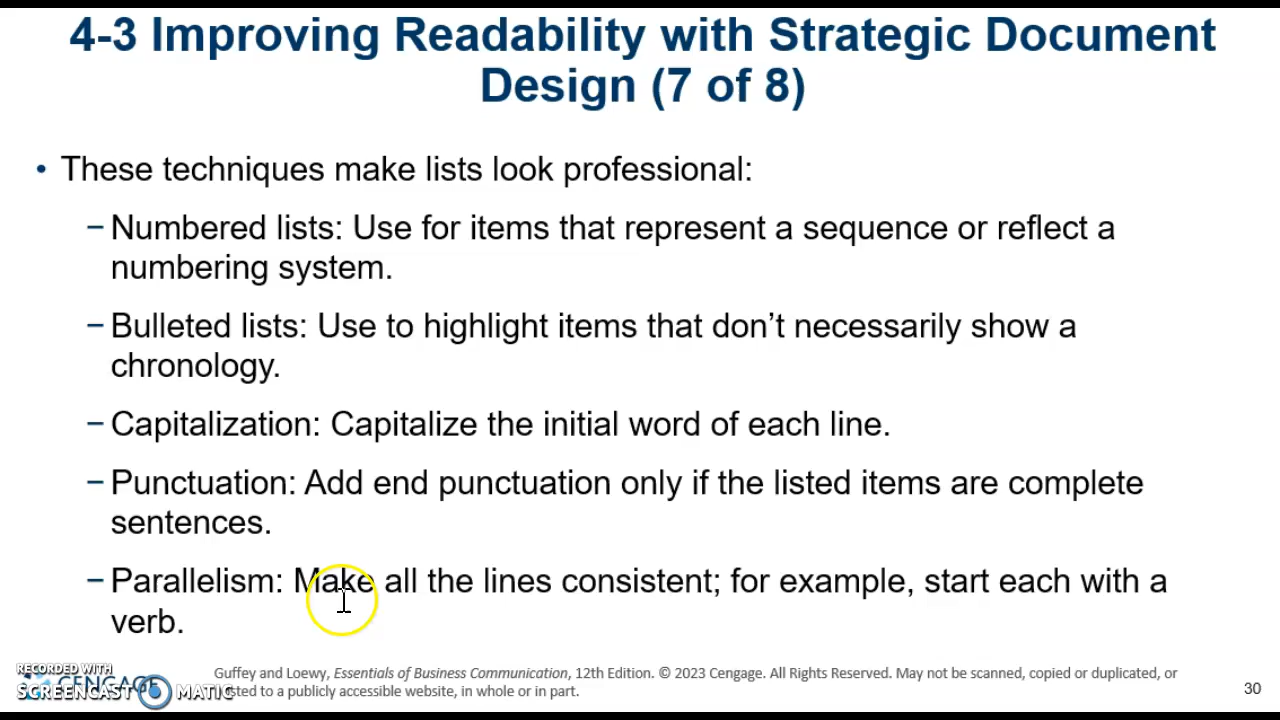 4-3 Improving Readability with Strategic Document
Design (7 of 8)
• These techniques make lists look professional:
– Numbered lists: Use for items that represent a sequence or reflect a
numbering system.
– Bulleted lists: Use to highlight items that don’t necessarily show a
chronology.
– Capitalization: Capitalize the initial word of each line.
– Punctuation: Add end punctuation only if the listed items are complete
sentences.
– Parallelism: Make all the lines consistent; for example, start each with a
verb.
RECORDED WITH
CENGAGE
SCREENCAST MATIC
Guffey and Loewy, Essentials of Business Communication, 12th Edition. © 2023 Cengage. All Rights Reserved. May not be scanned, copied or duplicated, or
to a publicly accessible website, in whole or in part.
30